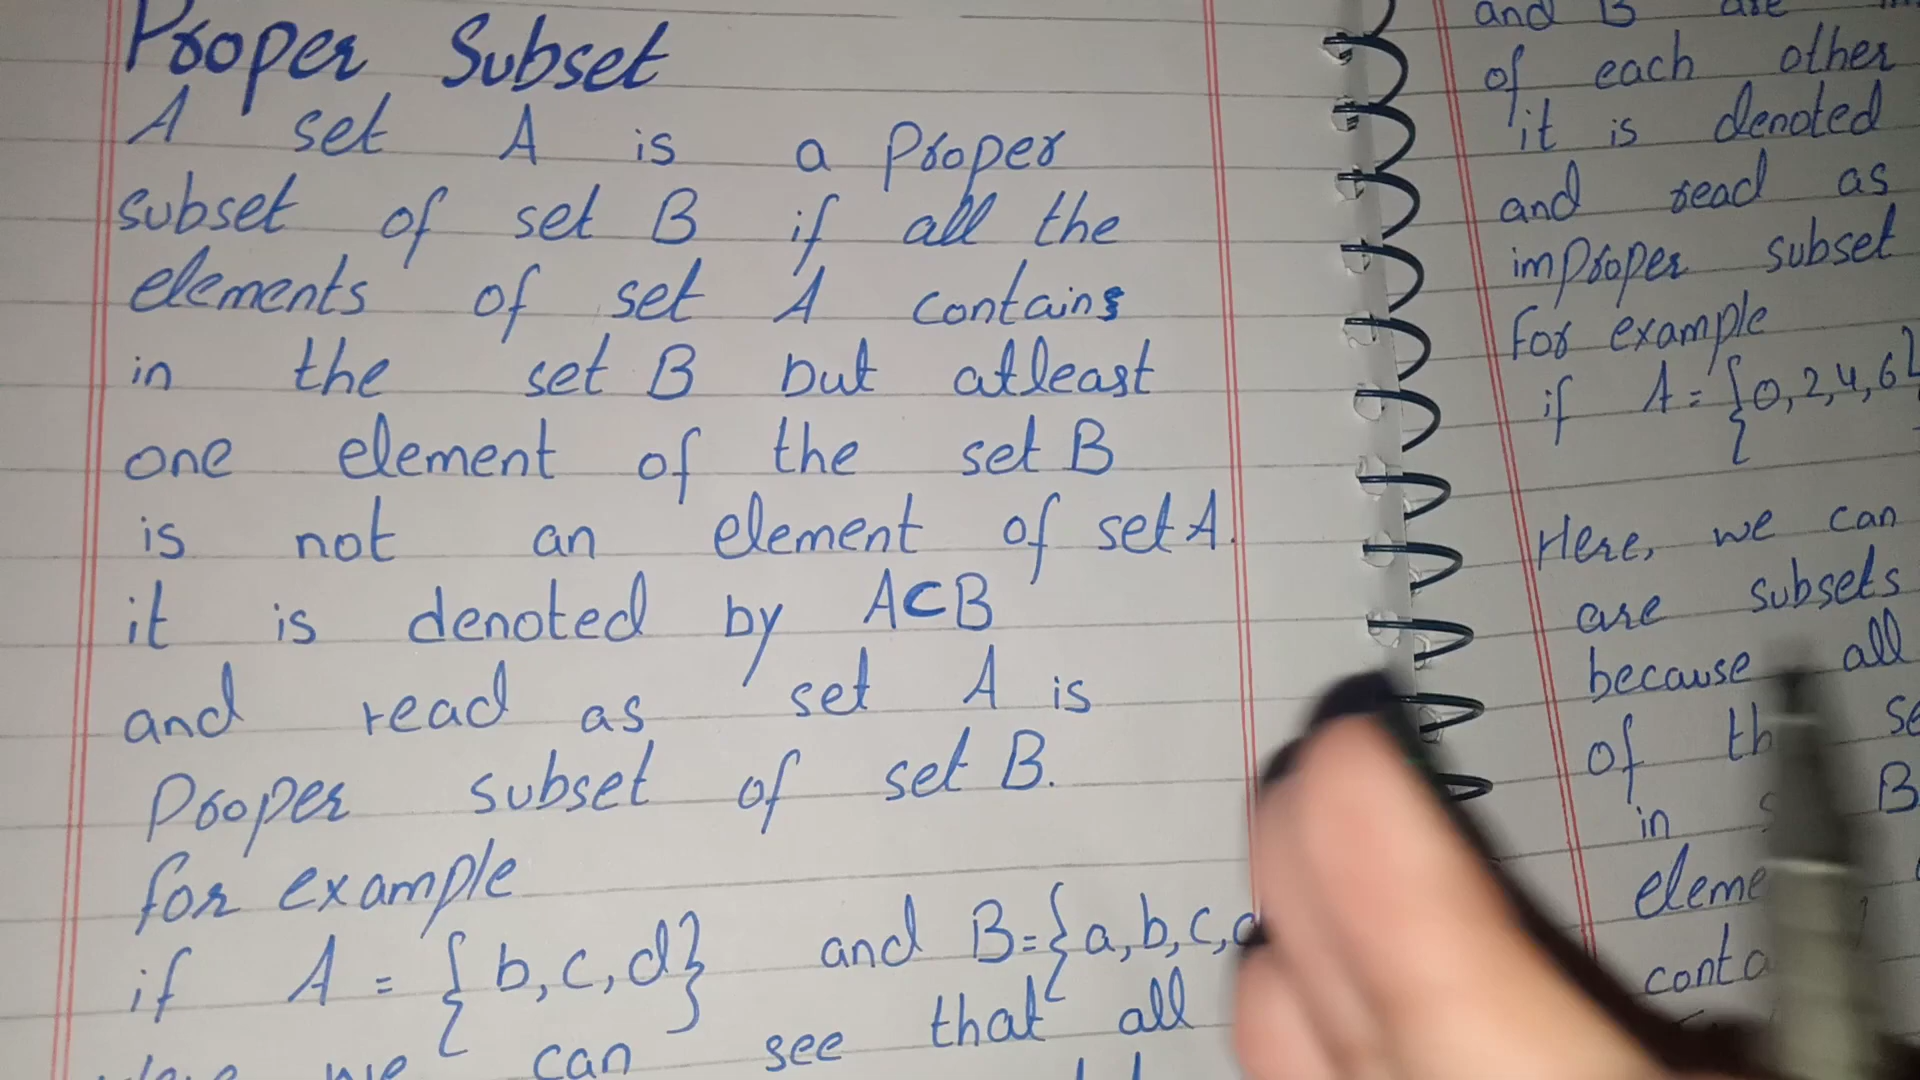 Proper Subset
A set A is a Proper
subset of set B if all the
elements of set A contains
in the set B but atleast
one element of the set B
is not an element of set A.
it is denoted by A⊂B
and read as set A is
Proper subset of set B.
for example
if A = { b, c, d } and B = { a, b, c,
we can see that all
and B are
of each other
it is denoted
and read as
improper subset
for example
if A = { 0, 2, 4, 6 }
Here, we can
are subsets
because all
of
in B